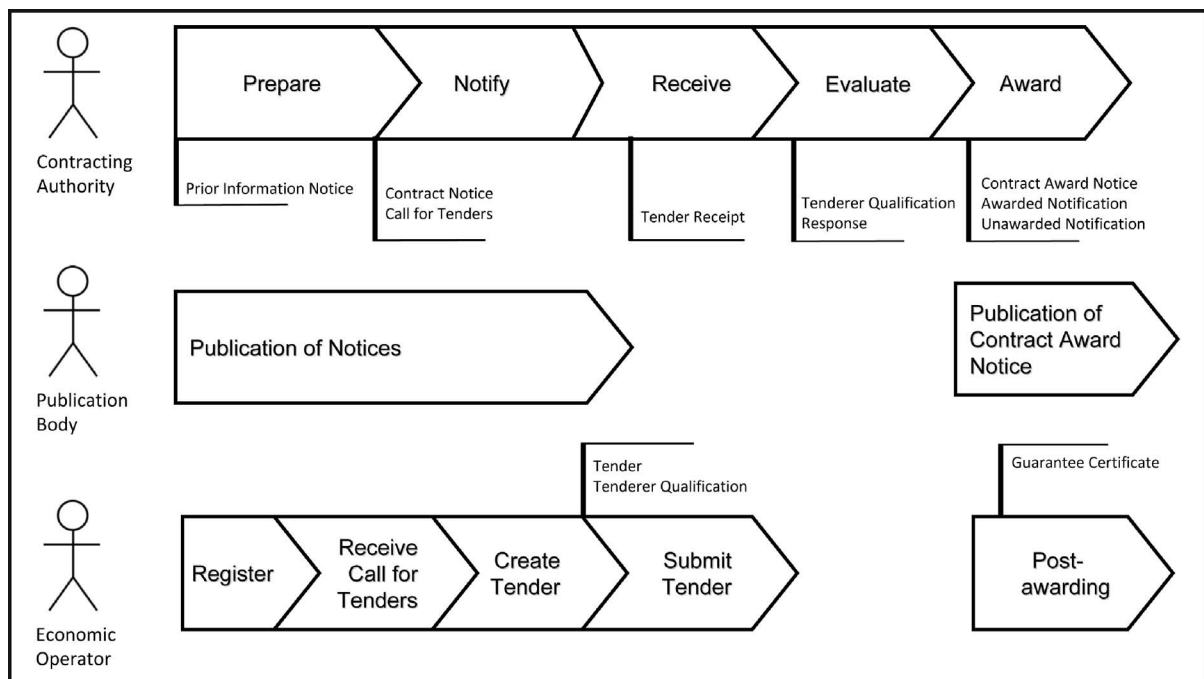 Prepare
Notify
Receive
Evaluate
Award
Contracting
Authority
Prior Information Notice
Contract Notice
Call for Tenders
Tender Receipt
Tenderer Qualification
Response
Contract Award Notice
Awarded Notification
Unawarded Notification
Publication of Notices
Publication of
Contract Award
Notice
Publication
Body
Tender
Tenderer Qualification
Guarantee Certificate
Register
Receive
Call for
Tenders
Create
Tender
Submit
Tender
Post-
awarding
Economic
Operator